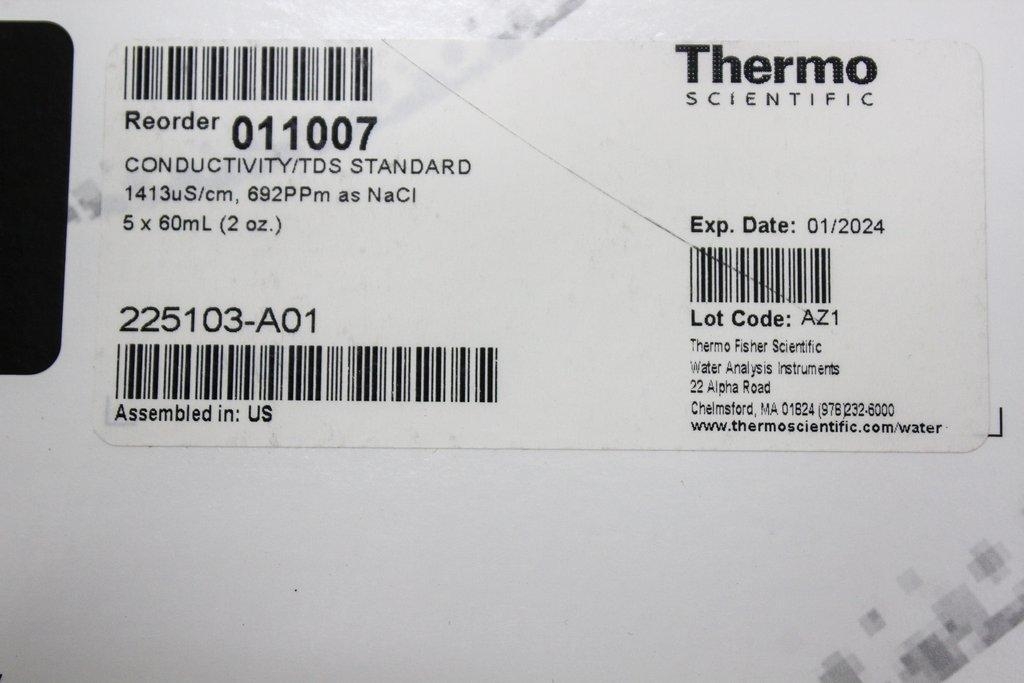 Reorder 011007
CONDUCTIVITY/TDS STANDARD
1413uS/cm, 692PPm as NaCl
5 x 60mL (2 oz.)
225103-A01
Assembled in: US
Thermo
SCIENTIFIC
Exp. Date: 01/2024
Lot Code: AZ1
Thermo Fisher Scientific
Water Analysis Instruments
22 Alpha Road
Chelmsford, MA 01824 (978)232-6000
www.thermoscientific.com/water